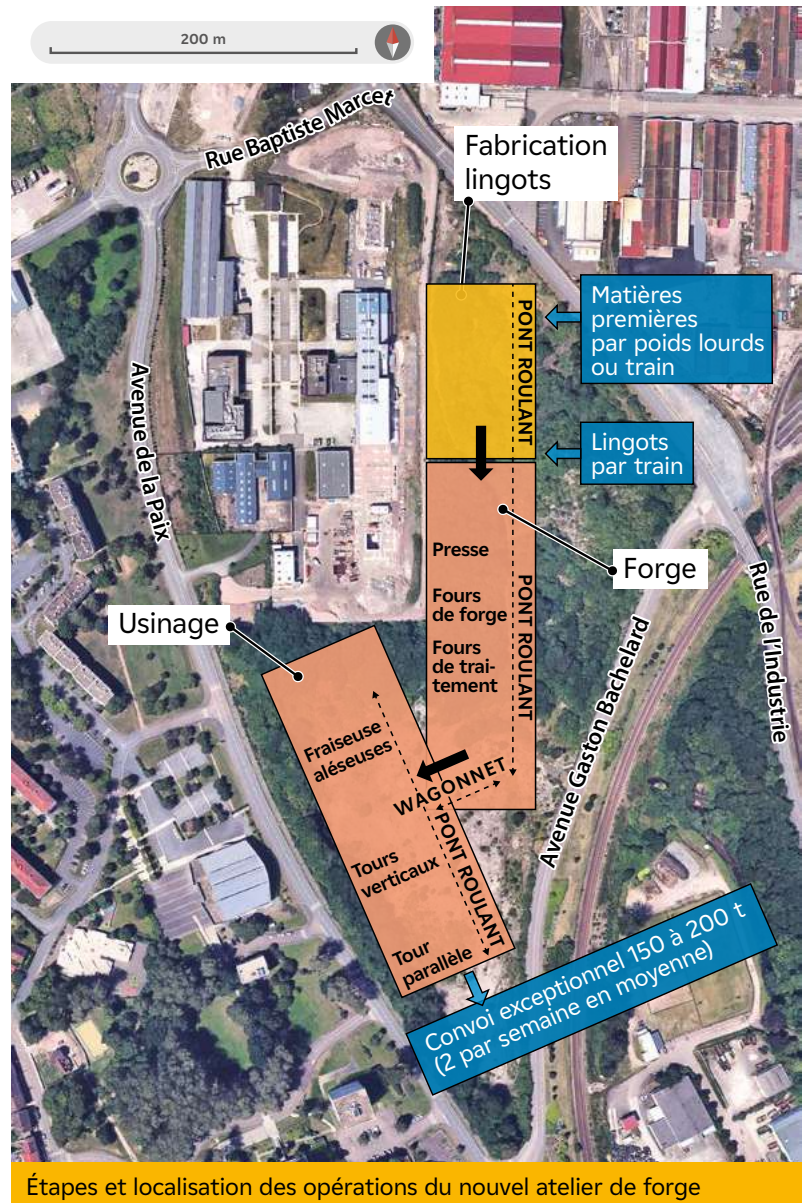 200 m
Rue Baptiste Marcet
Fabrication
lingots
Matières
premières
par poids lourds
ou train
PONT ROULANT
Avenue de la Paix
Lingots
par train
Presse
Forge
Fours
de forge
PONT ROULANT
Usinage
Fours
de trai-
tement
Rue de l'Industrie
Avenue Gaston Bachelard
Fraiseuse
aléseuses
WAGONNET
PONT ROULANT
Tours
verticaux
Tour
parallèle
Convoi exceptionnel 150 à 200 t
(2 par semaine en moyenne)
Étapes et localisation des opérations du nouvel atelier de forge